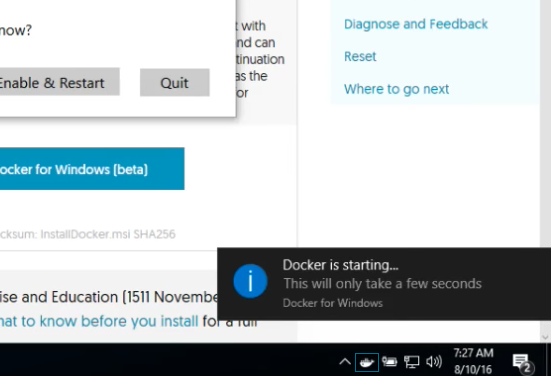 now?
Enable & Restart
Quit
t with
nd can
tinuation
as the
or
Diagnose and Feedback
Reset
Where to go next
ocker for Windows (beta)
cksum: InstallDocker.msi SHA256
ise and Education (1511 Novembe
hat to know before you install for a full
Docker is starting...
This will only take a few seconds
Docker for Windows
7:27 AM
8/10/16
2